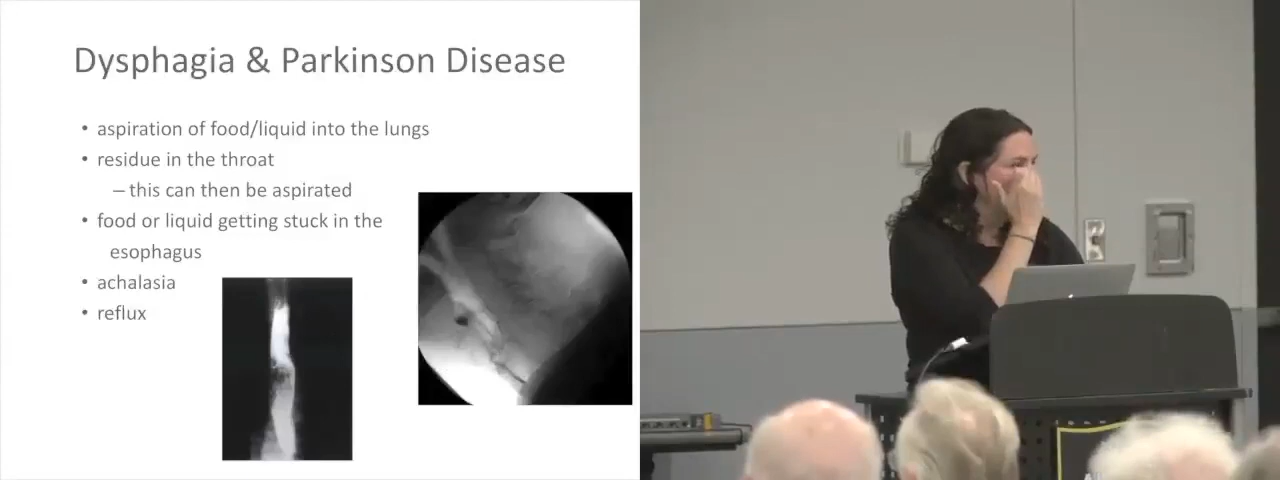 Dysphagia & Parkinson Disease
• aspiration of food/liquid into the lungs
• residue in the throat
– this can then be aspirated
• food or liquid getting stuck in the
esophagus
• achalasia
• reflux